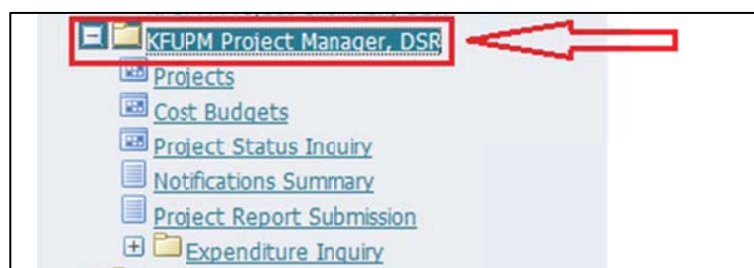 KFUPM Project Manager, DSR
Projects
Cost Budgets
Project Status Inquiry
Notifications Summary
Project Report Submission
Expenditure Inquiry